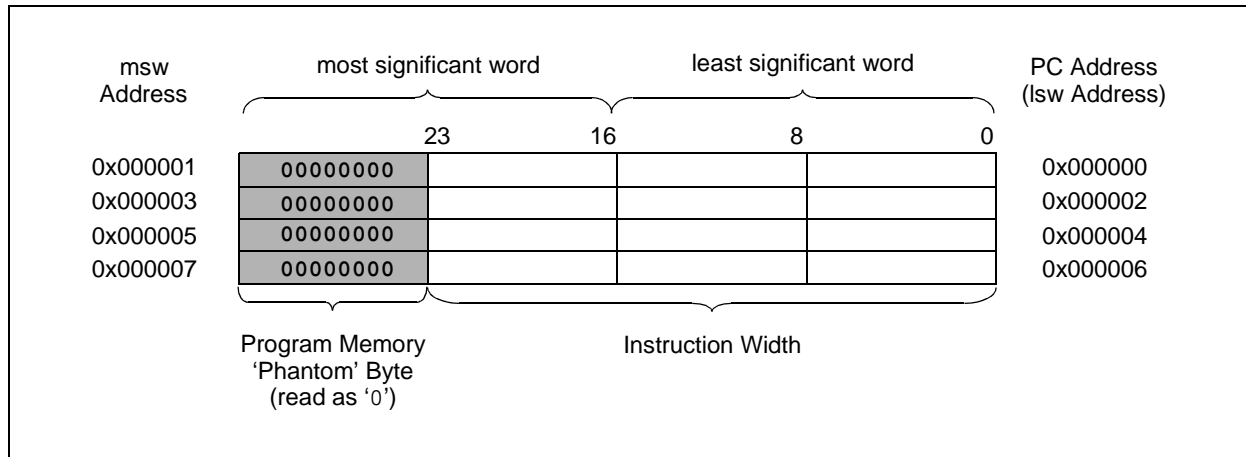 msw
Address
most significant word
least significant word
PC Address
(lsw Address)
23 16 8 0
0x000001 00000000 0x000000
0x000003 00000000 0x000002
0x000005 00000000 0x000004
0x000007 00000000 0x000006
Program Memory
‘Phantom’ Byte
(read as ‘0’)
Instruction Width